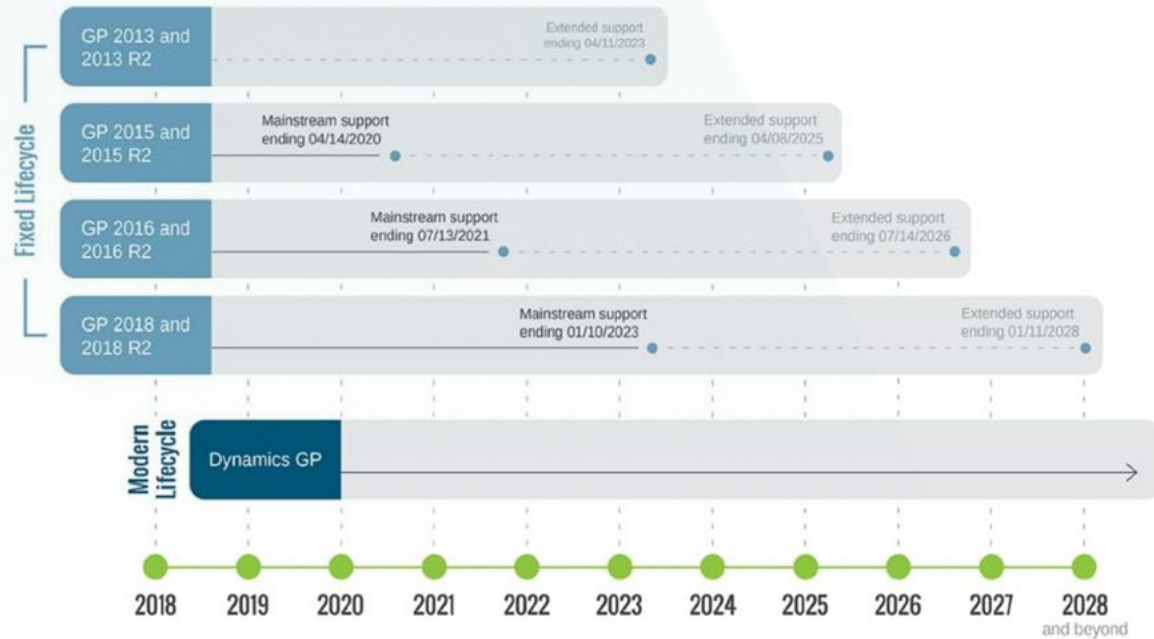 Fixed Lifecycle
GP 2013 and
2013 R2
Extended support
ending 04/11/2023
GP 2015 and
2015 R2
Mainstream support
ending 04/14/2020
Extended support
ending 04/08/2025
GP 2016 and
2016 R2
Mainstream support
ending 07/13/2021
Extended support
ending 07/14/2026
GP 2018 and
2018 R2
Mainstream support
ending 01/10/2023
Extended support
ending 01/11/2028
Modern
Lifecycle
Dynamics GP
2018
2019
2020
2021
2022
2023
2024
2025
2026
2027
2028
and beyond